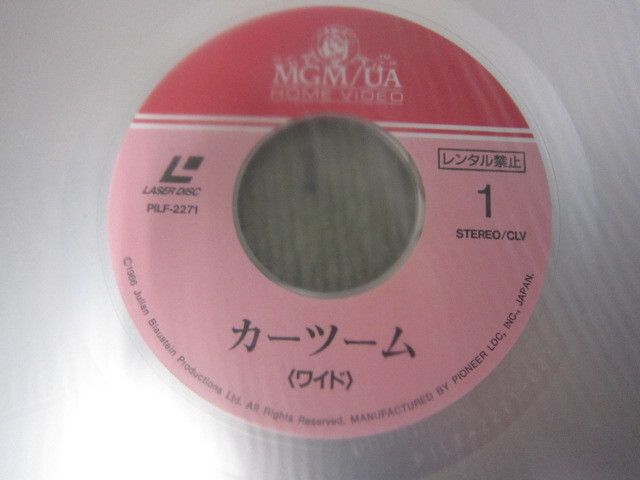 MGM/UA
HOME VIDEO
LASER DISC
PILF-2271
レンタル禁止
1
STEREO/CLV
カーツーム
〈ワイド〉
©1966 Julian Blaustein Productions Ltd. All Rights Reserved. MANUFACTURED BY PIONEER LDC, INC., JAPAN.